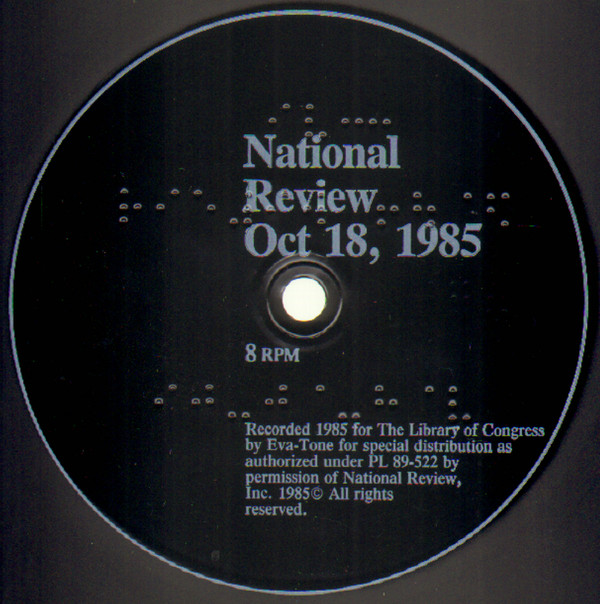 National
Review
Oct 18, 1985
8 RPM
Recorded 1985 for The Library of Congress
by Eva-Tone for special distribution as
authorized under PL 89-522 by
permission of National Review,
Inc. 1985© All rights
reserved.